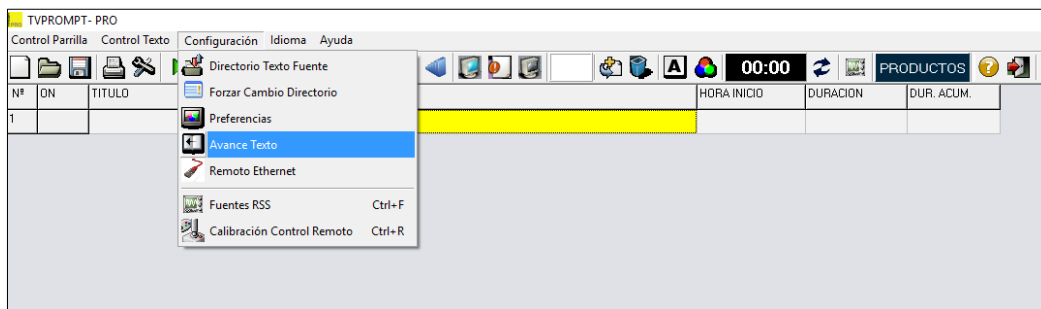 TVPROMPT- PRO
Control Parrilla Control Texto Configuración Idioma Ayuda
00:00 PRODUCTOS
Nº ON TITULO HORA INICIO DURACION DUR. ACUM.
1
Directorio Texto Fuente
Forzar Cambio Directorio
Preferencias
Avance Texto
Remoto Ethernet
Fuentes RSS Ctrl+F
Calibración Control Remoto Ctrl+R